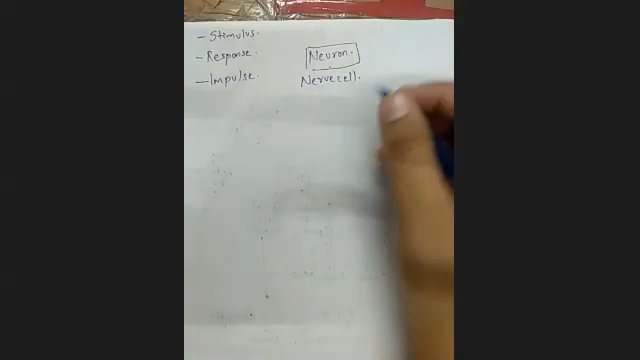 - Stimulus.
- Response.
- Impulse.
Neuron.
Nervecell.